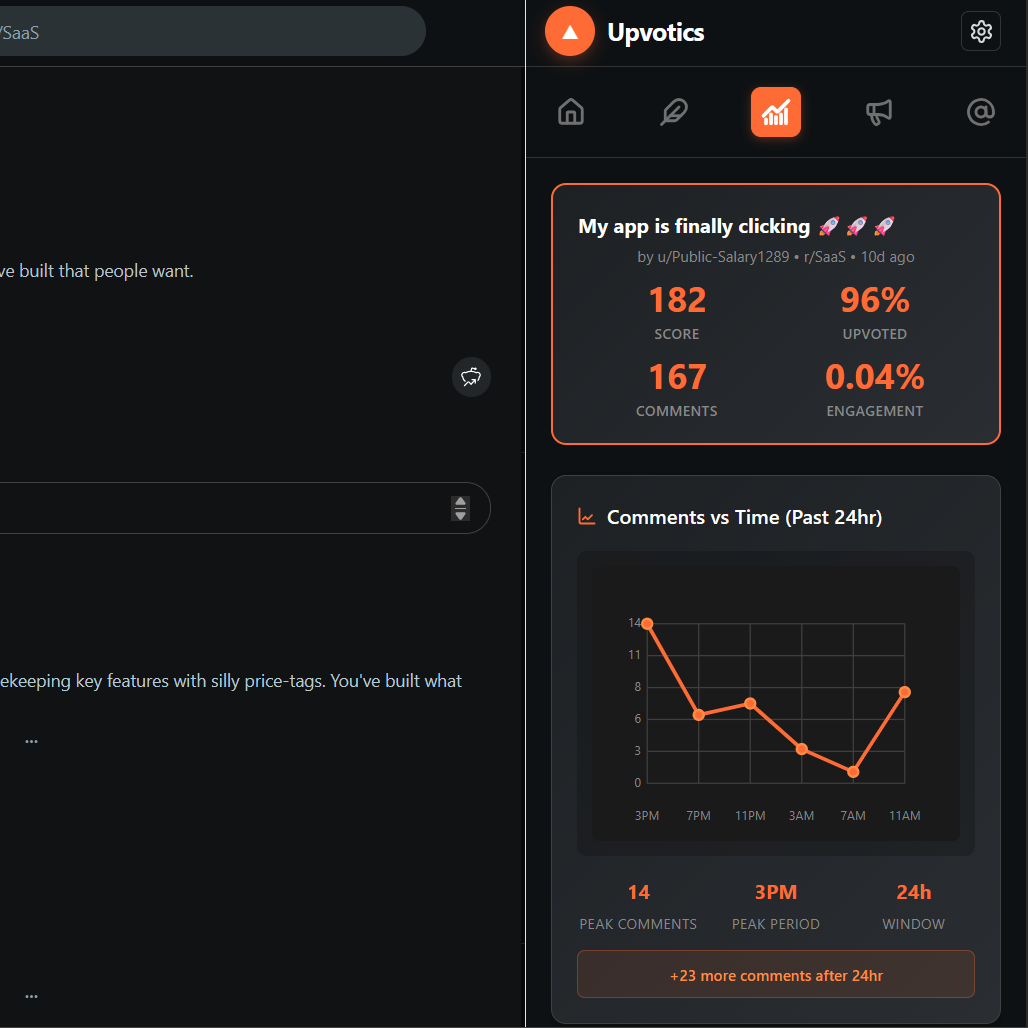 /SaaS
ve built that people want.
ekeeping key features with silly price-tags. You've built what
...
...
Upvotics
My app is finally clicking 🚀 🚀 🚀
by u/Public-Salary1289 • r/SaaS • 10d ago
182
SCORE
96%
UPVOTED
167
COMMENTS
0.04%
ENGAGEMENT
Comments vs Time (Past 24hr)
14
11
8
6
3
0
3PM 7PM 11PM 3AM 7AM 11AM
14
PEAK COMMENTS
3PM
PEAK PERIOD
24h
WINDOW
+23 more comments after 24hr